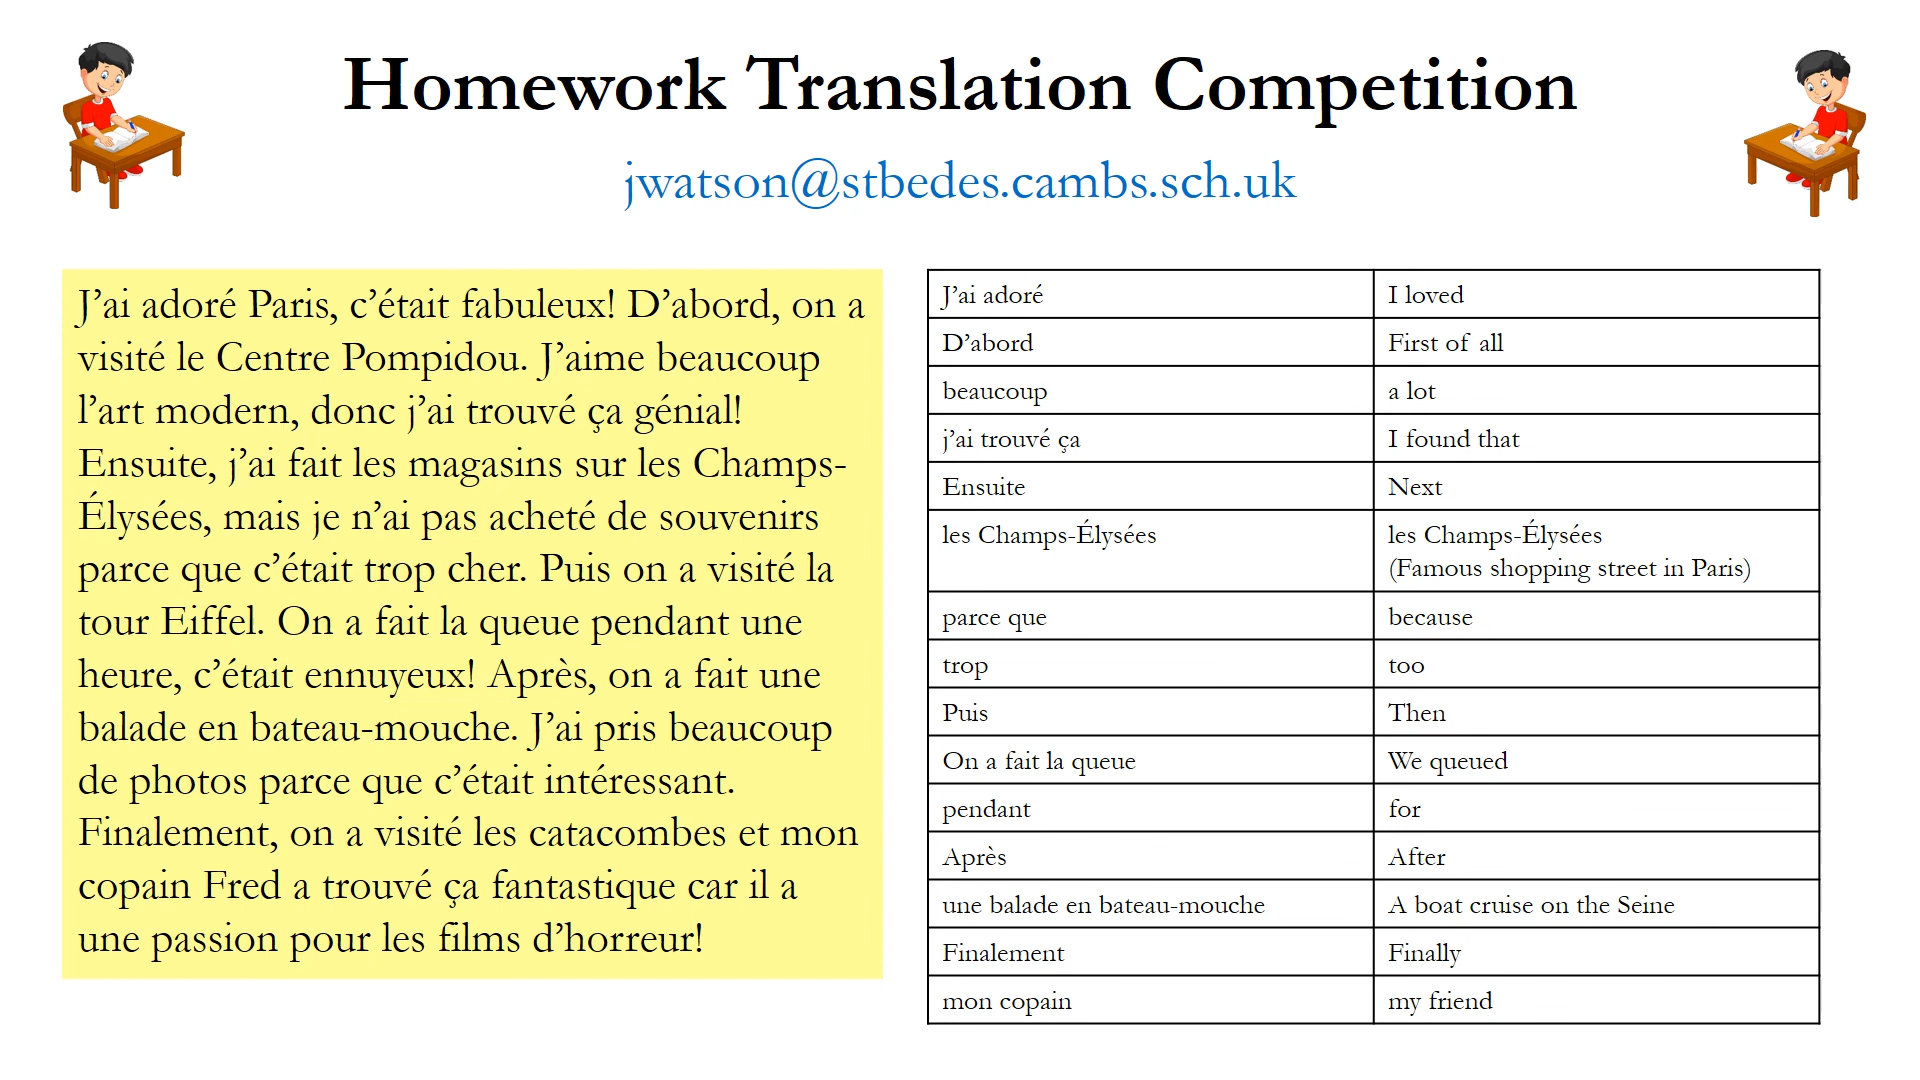 Homework Translation Competition
jwatson@stbedes.cambs.sch.uk
J’ai adoré Paris, c’était fabuleux! D’abord, on a
visité le Centre Pompidou. J’aime beaucoup
l’art modern, donc j’ai trouvé ça génial!
Ensuite, j’ai fait les magasins sur les Champs-
Élysées, mais je n’ai pas acheté de souvenirs
parce que c’était trop cher. Puis on a visité la
tour Eiffel. On a fait la queue pendant une
heure, c’était ennuyeux! Après, on a fait une
balade en bateau-mouche. J’ai pris beaucoup
de photos parce que c’était intéressant.
Finalement, on a visité les catacombes et mon
copain Fred a trouvé ça fantastique car il a
une passion pour les films d’horreur!
J’ai adoré I loved
D’abord First of all
beaucoup a lot
j’ai trouvé ça I found that
Ensuite Next
les Champs-Élysées les Champs-Élysées
(Famous shopping street in Paris)
parce que because
trop too
Puis Then
On a fait la queue We queued
pendant for
Après After
une balade en bateau-mouche A boat cruise on the Seine
Finalement Finally
mon copain my friend